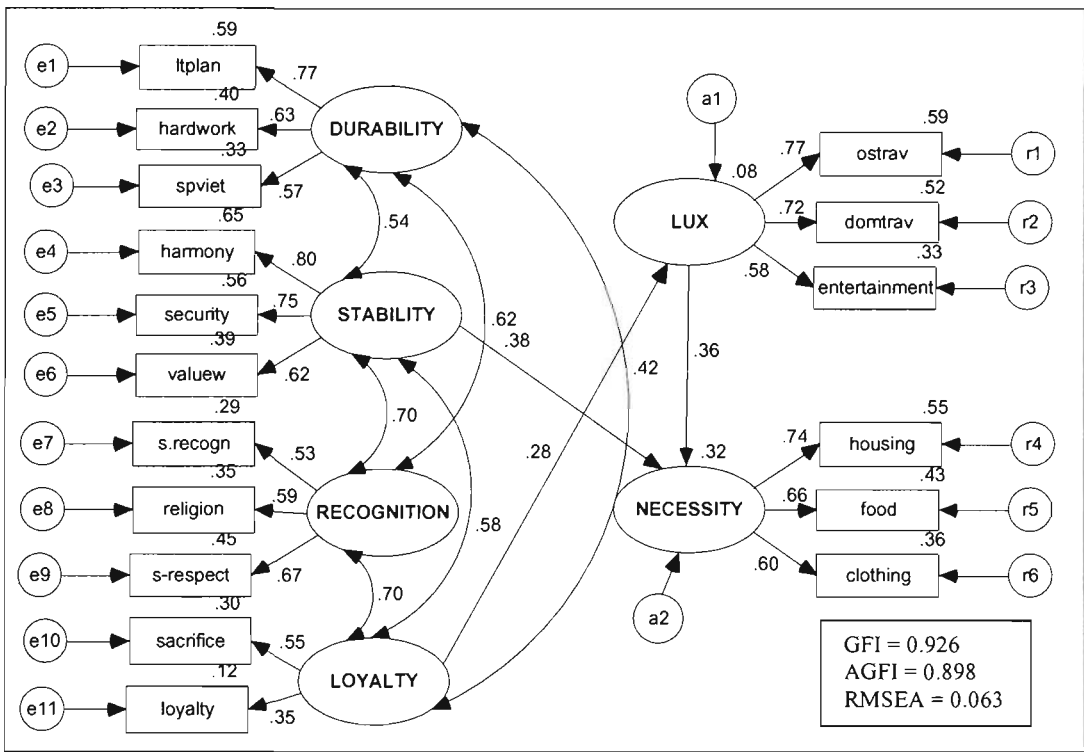 .59
e1
ltplan
.77
.40
e2
hardwork
.63
DURABILITY
.33
e3
spviet
.57
.65
.54
e4
harmony
.80
.56
e5
security
.75
STABILITY
.39
e6
valuew
.62
.29
.70
e7
s.recogn
.53
.35
e8
religion
.59
RECOGNITION
.45
e9
s-respect
.67
.30
.70
e10
sacrifice
.55
.12
e11
loyalty
.35
LOYALTY
.62
.38
.42
.58
.28
a1
.08
LUX
.77
.59
ostrav
r1
.72
.52
domtrav
r2
.58
.33
entertainment
r3
.36
.32
NECESSITY
a2
.74
.55
housing
r4
.66
.43
food
r5
.60
.36
clothing
r6
GFI = 0.926
AGFI = 0.898
RMSEA = 0.063